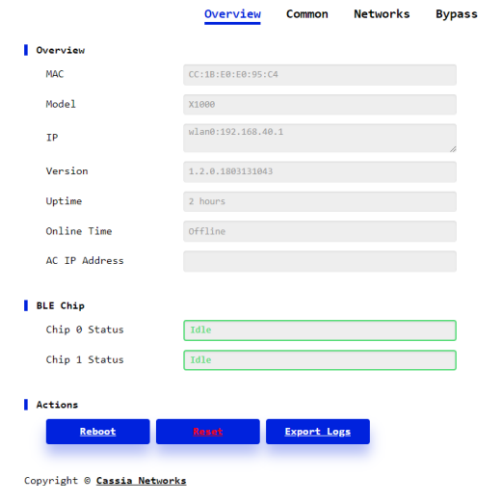 Overview Common Networks Bypass
Overview
MAC CC:1B:E0:E0:95:C4
Model X1000
IP wlan0:192.168.40.1
Version 1.2.0.1803131043
Uptime 2 hours
Online Time Offline
AC IP Address
BLE Chip
Chip 0 Status Idle
Chip 1 Status Idle
Actions
Reboot Reset Export Logs
Copyright © Cassia Networks